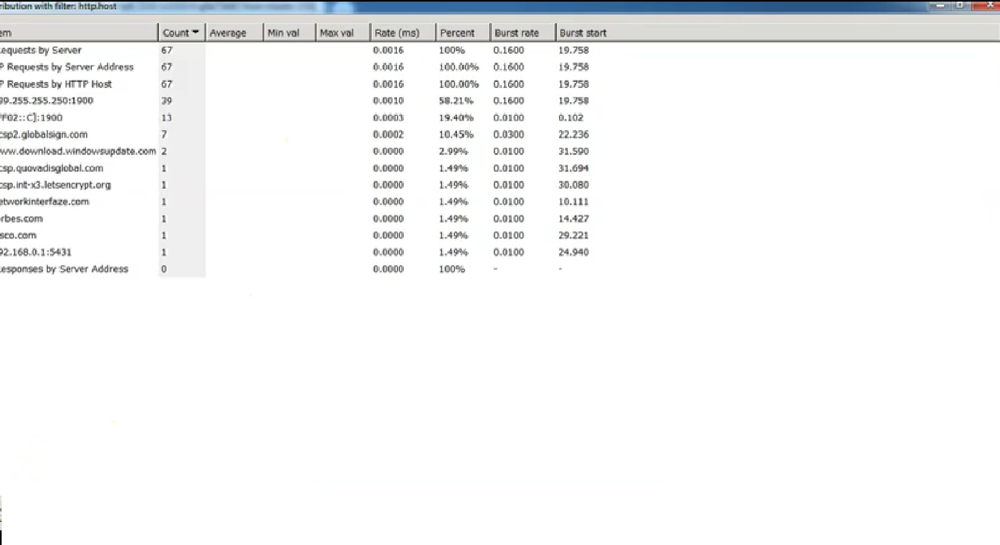 ribution with filter: http.host
em Count Average Min val Max val Rate (ms) Percent Burst rate Burst start
equests by Server 67 0.0016 100% 0.1600 19.758
P Requests by Server Address 67 0.0016 100.00% 0.1600 19.758
P Requests by HTTP Host 67 0.0016 100.00% 0.1600 19.758
39.255.255.250:1900 39 0.0010 58.21% 0.1600 19.758
FF02::C]:1900 13 0.0003 19.40% 0.0100 0.102
csp2.globalsign.com 7 0.0002 10.45% 0.0300 22.236
ww.download.windowsupdate.com 2 0.0000 2.99% 0.0100 31.590
csp.quovadisglobal.com 1 0.0000 1.49% 0.0100 31.694
csp.int-x3.letsencrypt.org 1 0.0000 1.49% 0.0100 30.080
etworkinterfaze.com 1 0.0000 1.49% 0.0100 10.111
rbes.com 1 0.0000 1.49% 0.0100 14.427
sco.com 1 0.0000 1.49% 0.0100 29.221
92.168.0.1:5431 1 0.0000 1.49% 0.0100 24.940
esponses by Server Address 0 0.0000 100% - -